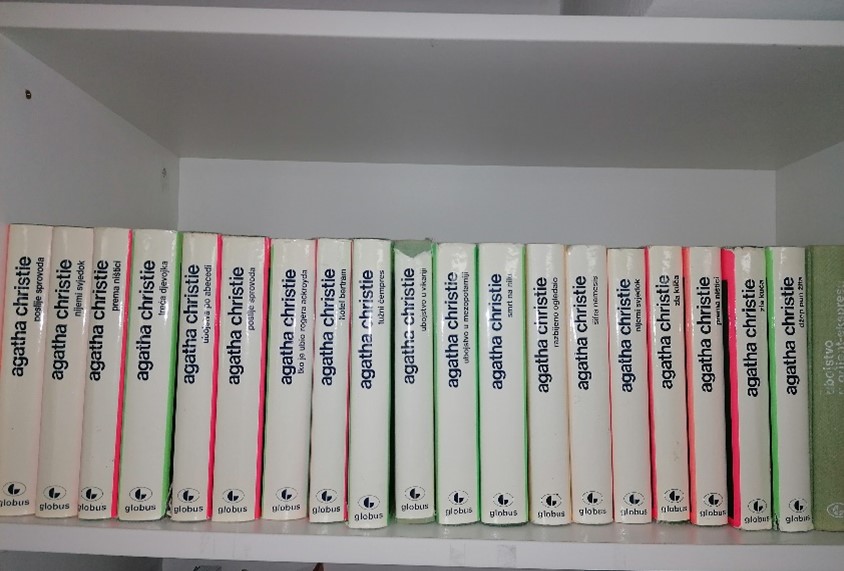 agatha christie
poslije sprovoda
globus
agatha christie
nijemi svjedok
globus
agatha christie
prema ništici
globus
agatha christie
treća djevojka
globus
agatha christie
ubojstva po abecedi
globus
agatha christie
poslije sprovoda
globus
agatha christie
tko je ubio rogera ackroyda
globus
agatha christie
hotel bertram
globus
agatha christie
tužni čempres
globus
agatha christie
ubojstvo u vikariji
globus
agatha christie
ubojstvo u mezopotamiji
globus
agatha christie
smrt na nilu
globus
agatha christie
razbijeno ogledalo
globus
agatha christie
šifra nemesis
globus
agatha christie
nijemi svjedok
globus
agatha christie
zla kuća
globus
agatha christie
prema ništici
globus
agatha christie
zla kuća
globus
agatha christie
džep pun žita
globus
ubojstvo